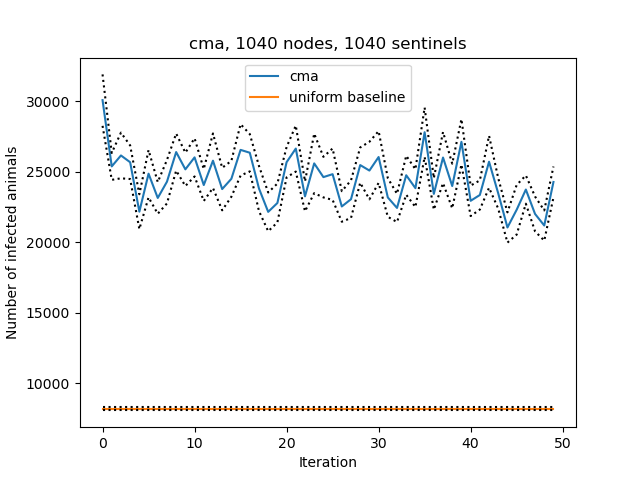 cma, 1040 nodes, 1040 sentinels
cma
uniform baseline
Number of infected animals
30000
25000
20000
15000
10000
0 10 20 30 40 50
Iteration